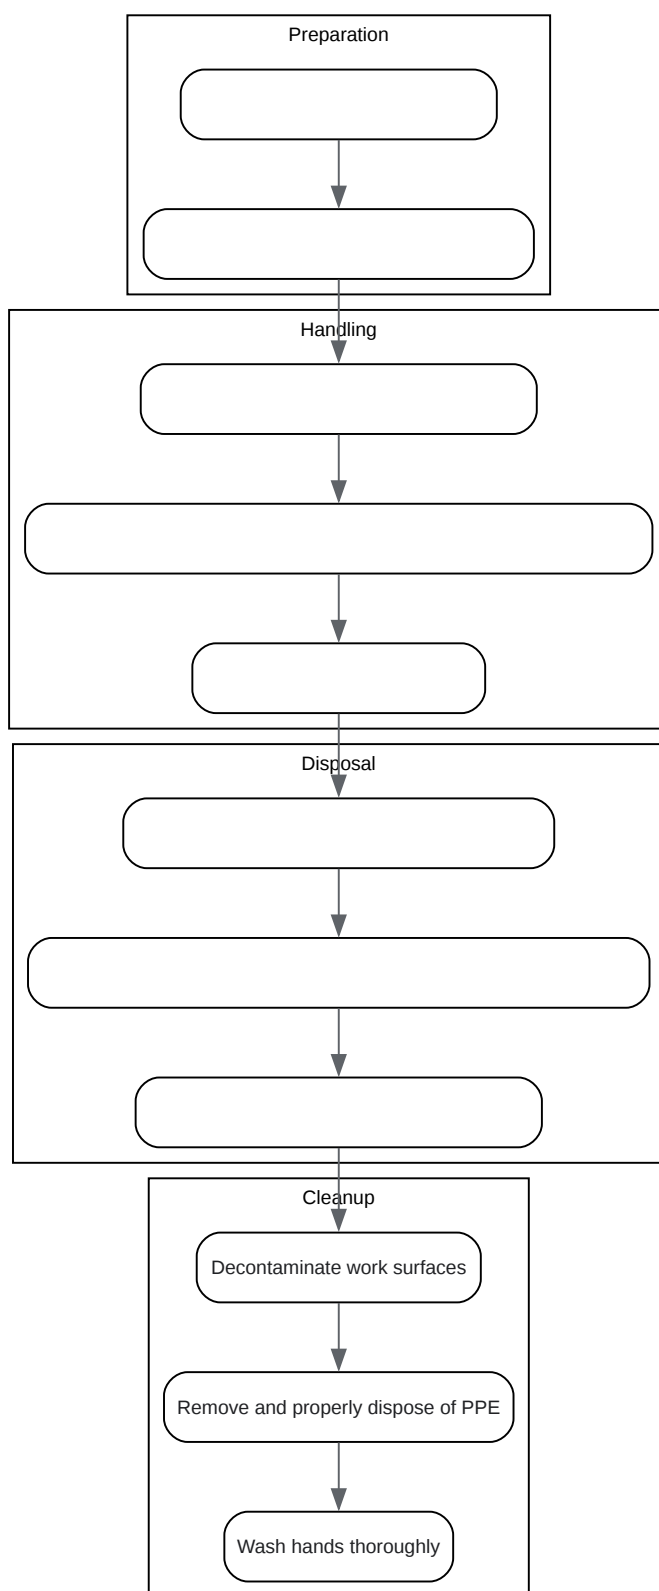 Preparation
Handling
Disposal
Cleanup
Decontaminate work surfaces
Remove and properly dispose of PPE
Wash hands thoroughly